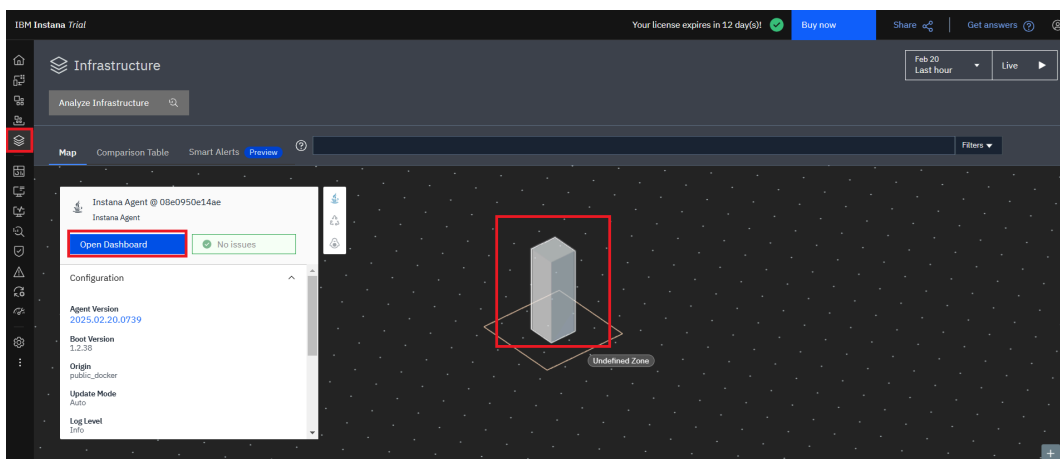 IBM Instana Trial
Your license expires in 12 day(s)!
Buy now
Share
Get answers
Infrastructure
Feb 20
Last hour
Live
Analyze Infrastructure
Map
Comparison Table
Smart Alerts
Preview
Filters
Instana Agent @ 08e0950e14ae
Instana Agent
Open Dashboard
No issues
Configuration
Agent Version
2025.02.20.0739
Boot Version
1.2.38
Origin
public_docker
Update Mode
Auto
Log Level
Info
Undefined Zone